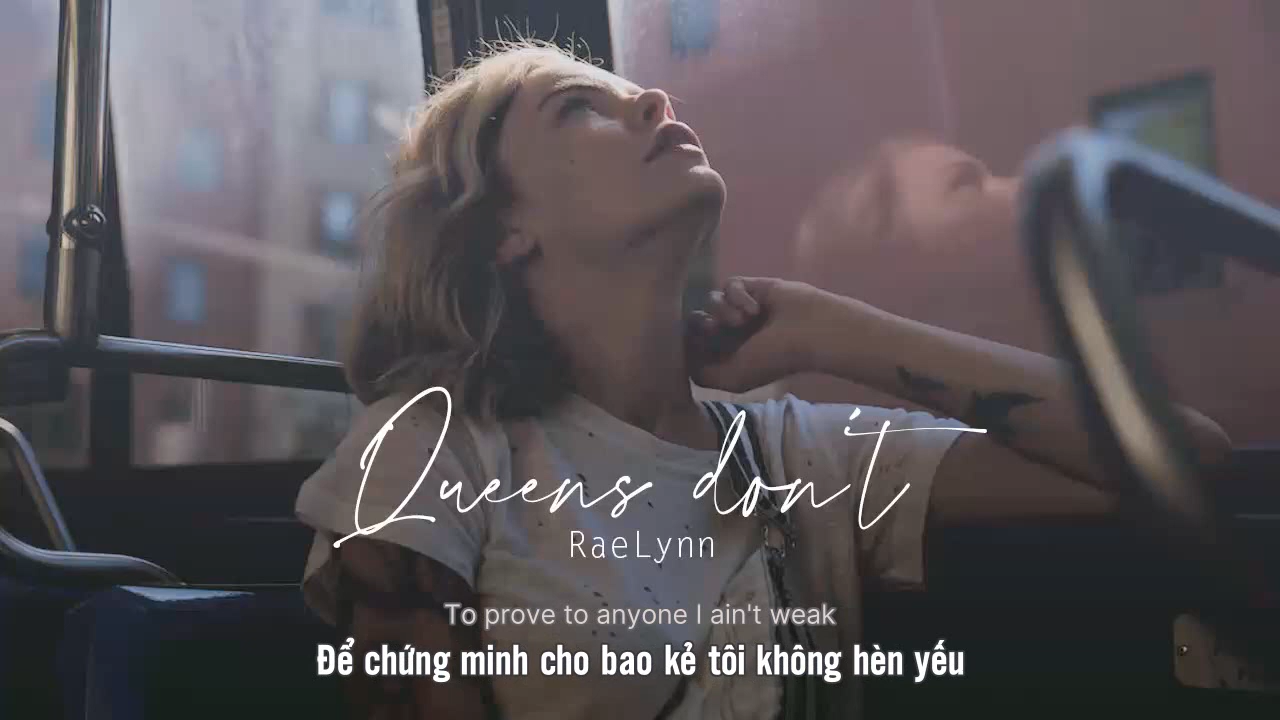 Queens don't
RaeLynn
To prove to anyone I ain't weak
Để chứng minh cho bao kẻ tôi không hèn yếu